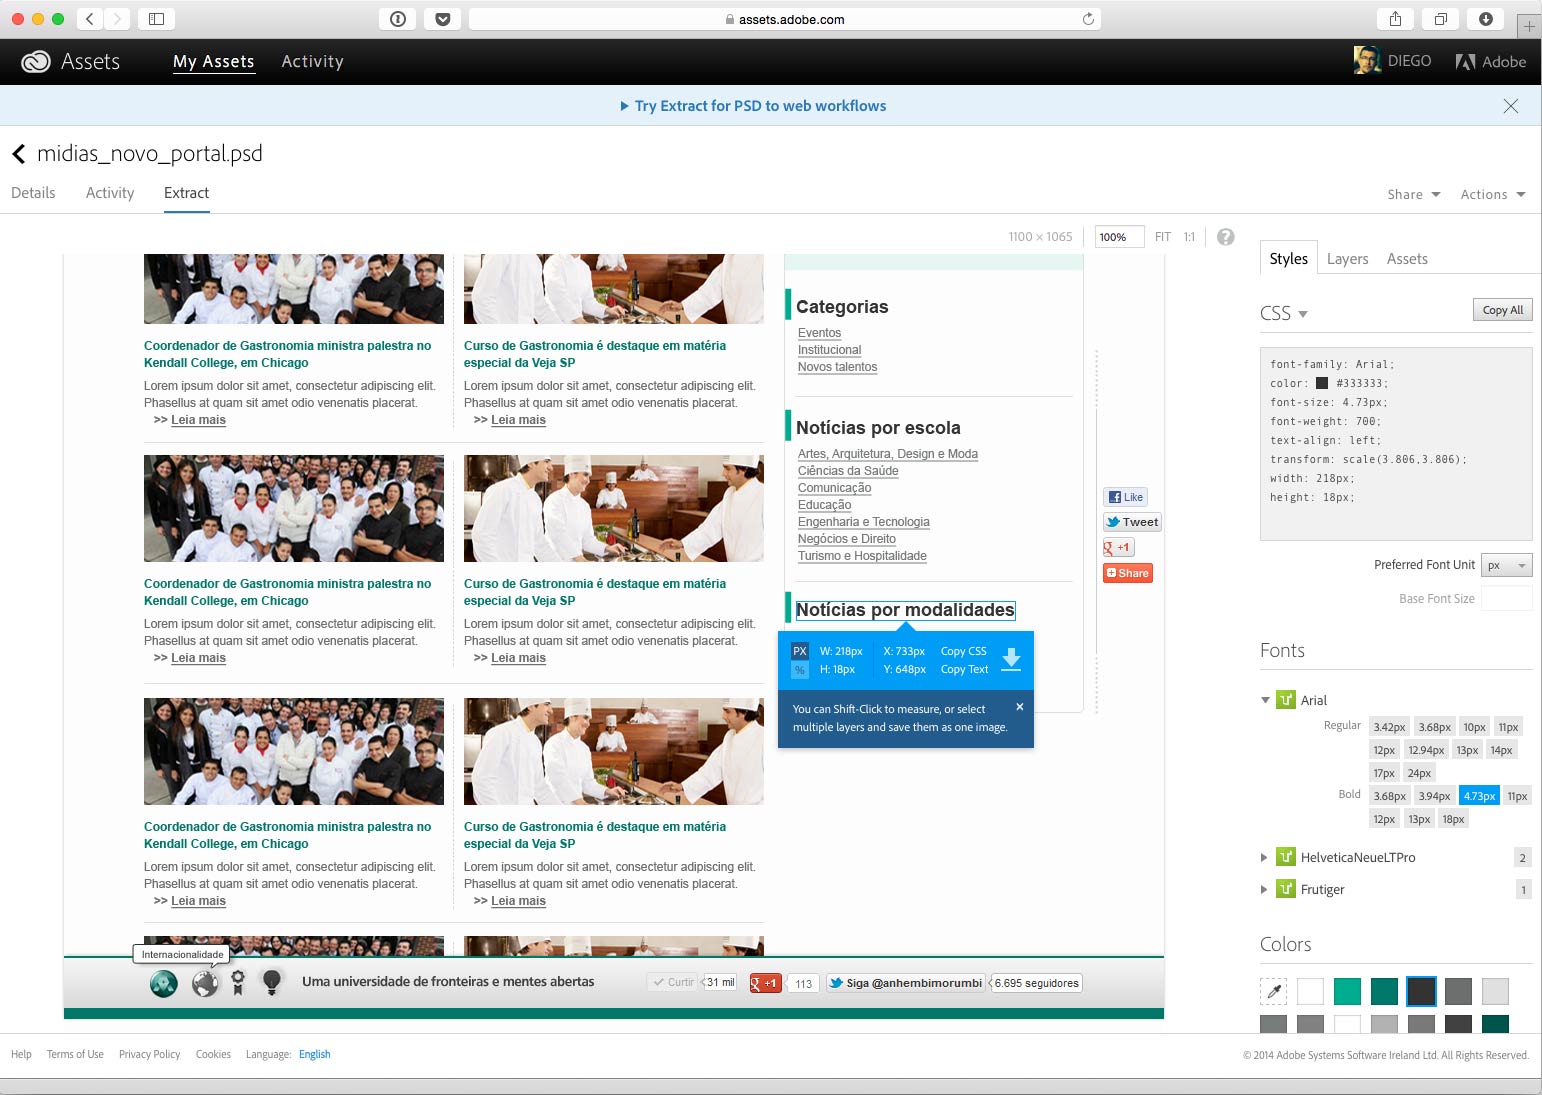 assets.adobe.com
Assets
My Assets
Activity
DIEGO
Adobe
Try Extract for PSD to web workflows
midias_novo_portal.psd
Details
Activity
Extract
Share
Actions
1100 × 1065
100%
FIT
1:1
?
Coordenador de Gastronomia ministra palestra no
Kendall College, em Chicago
Lorem ipsum dolor sit amet, consectetur adipiscing elit.
Phasellus at quam sit amet odio venenatis placerat.
>> Leia mais
Curso de Gastronomia é destaque em matéria
especial da Veja SP
Lorem ipsum dolor sit amet, consectetur adipiscing elit.
Phasellus at quam sit amet odio venenatis placerat.
>> Leia mais
Coordenador de Gastronomia ministra palestra no
Kendall College, em Chicago
Lorem ipsum dolor sit amet, consectetur adipiscing elit.
Phasellus at quam sit amet odio venenatis placerat.
>> Leia mais
Curso de Gastronomia é destaque em matéria
especial da Veja SP
Lorem ipsum dolor sit amet, consectetur adipiscing elit.
Phasellus at quam sit amet odio venenatis placerat.
>> Leia mais
Coordenador de Gastronomia ministra palestra no
Kendall College, em Chicago
Lorem ipsum dolor sit amet, consectetur adipiscing elit.
Phasellus at quam sit amet odio venenatis placerat.
>> Leia mais
Curso de Gastronomia é destaque em matéria
especial da Veja SP
Lorem ipsum dolor sit amet, consectetur adipiscing elit.
Phasellus at quam sit amet odio venenatis placerat.
>> Leia mais
Categorias
Eventos
Institucional
Novos talentos
Notícias por escola
Artes, Arquitetura, Design e Moda
Ciências da Saúde
Comunicação
Educação
Engenharia e Tecnologia
Negócios e Direito
Turismo e Hospitalidade
Notícias por modalidades
PX W: 218px X: 733px Copy CSS
% H: 18px Y: 648px Copy Text
You can Shift-Click to measure, or select
multiple layers and save them as one image.
Like
Tweet
g +1
Share
Internacionalidade
Uma universidade de fronteiras e mentes abertas
Curtir
31 mil
g +1
113
Siga @anhembimorumbi
6.695 seguidores
Styles
Layers
Assets
CSS
Copy All
font-family: Arial;
color: #333333;
font-size: 4.73px;
font-weight: 700;
text-align: left;
transform: scale(3.806,3.806);
width: 218px;
height: 18px;
Preferred Font Unit px
Base Font Size
Fonts
Arial
Regular 3.42px 3.68px 10px 11px
12px 12.94px 13px 14px
17px 24px
Bold 3.68px 3.94px 4.73px 11px
12px 13px 18px
HelveticaNeueLTPro 2
Frutiger 1
Colors
Help
Terms of Use
Privacy Policy
Cookies
Language: English
© 2014 Adobe Systems Software Ireland Ltd. All Rights Reserved.